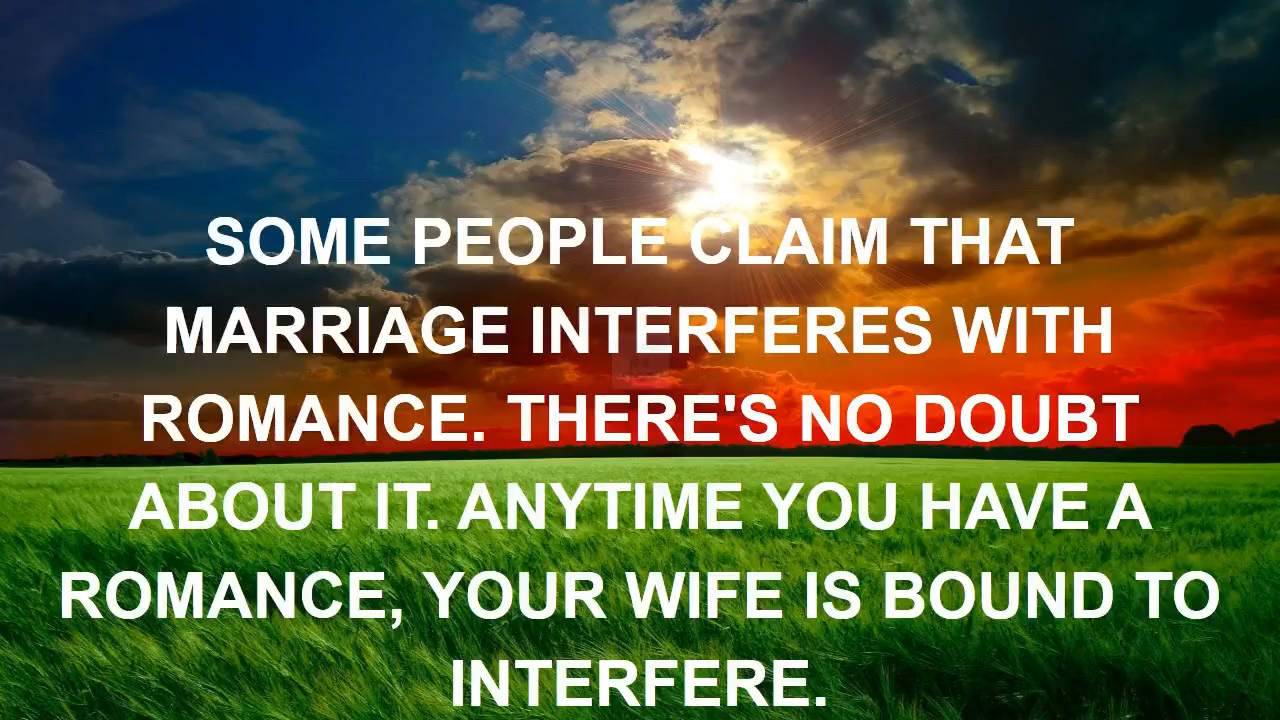 SOME PEOPLE CLAIM THAT
MARRIAGE INTERFERES WITH
ROMANCE. THERE'S NO DOUBT
ABOUT IT. ANYTIME YOU HAVE A
ROMANCE, YOUR WIFE IS BOUND TO
INTERFERE.